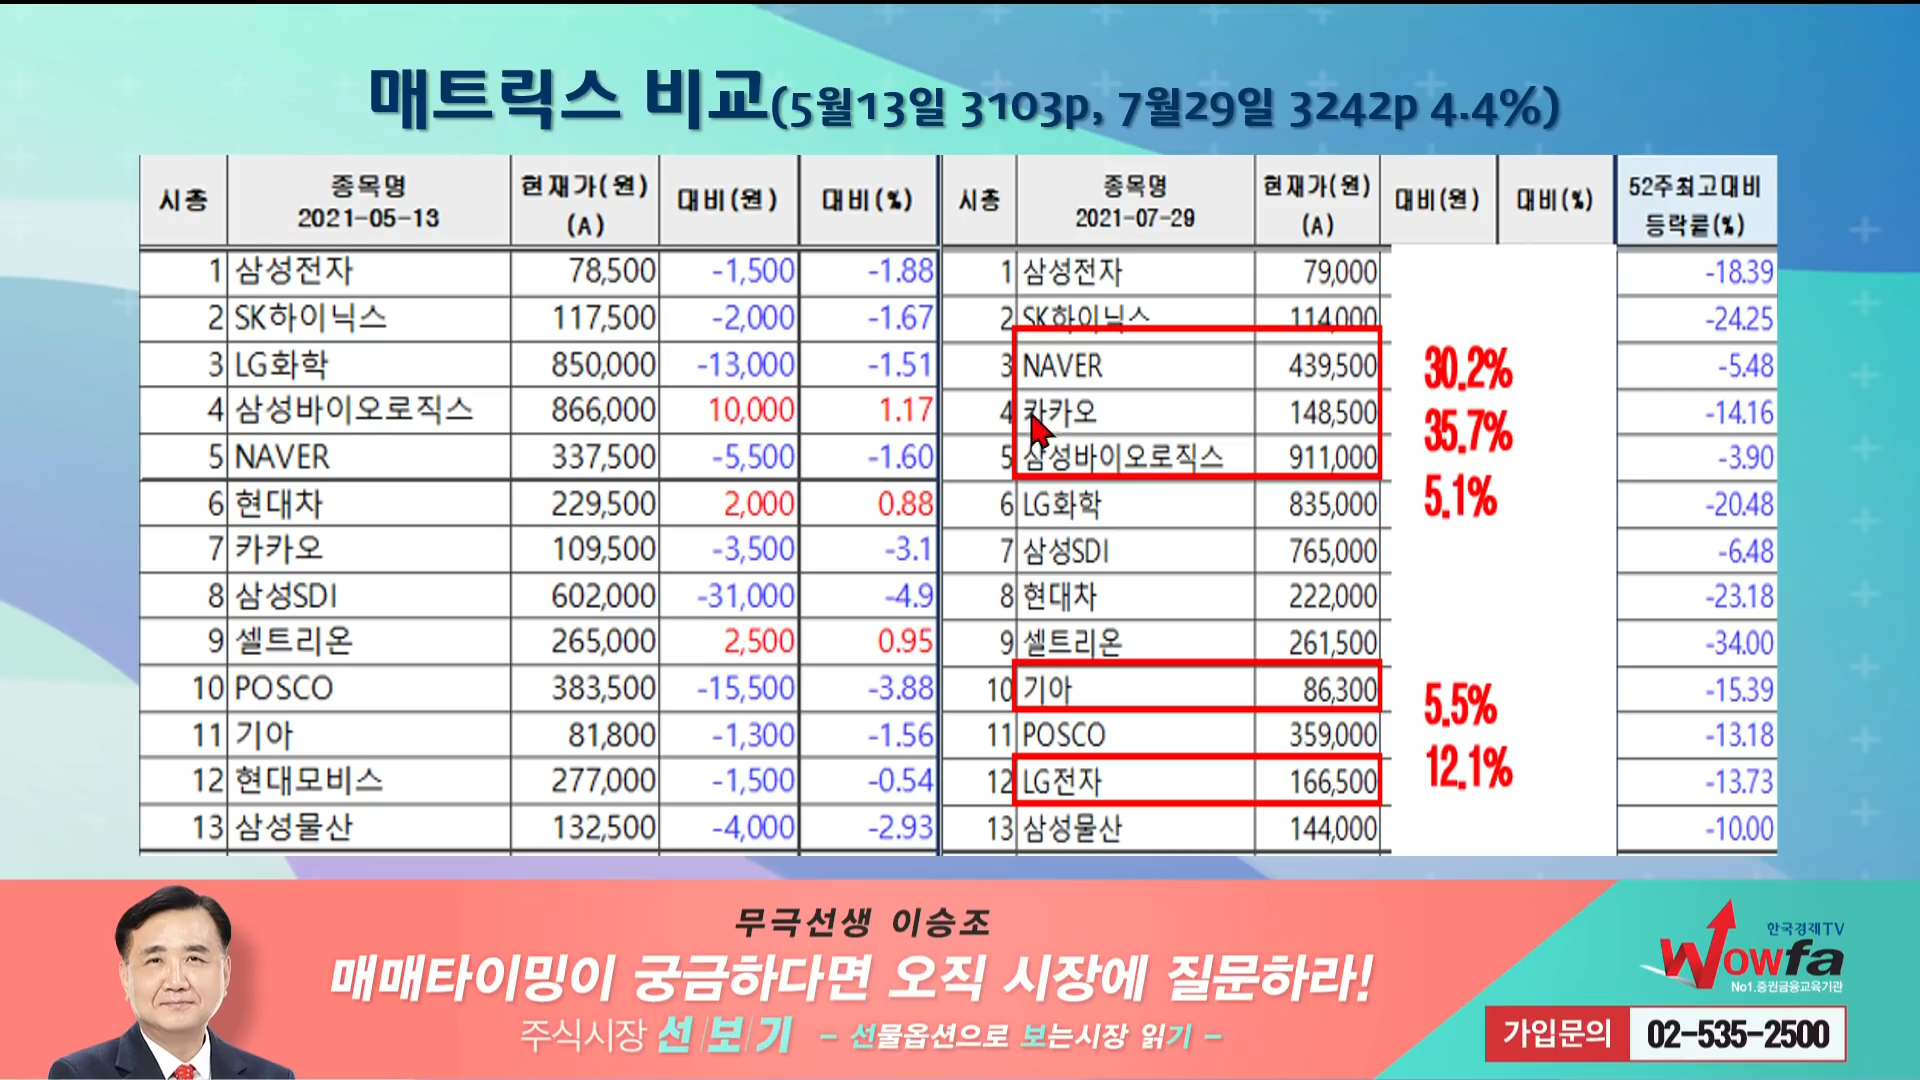 매트릭스 비교(5월13일 3103p, 7월29일 3242p 4.4%)
시총 종목명 2021-05-13 현재가(원) (A) 대비(원) 대비(%) 시총 종목명 2021-07-29 현재가(원) (A) 대비(원) 대비(%) 52주최고대비 등락률(%)
1 삼성전자 78,500 -1,500 -1.88 1 삼성전자 79,000 -18.39
2 SK하이닉스 117,500 -2,000 -1.67 2 SK하이닉스 114,000 -24.25
3 LG화학 850,000 -13,000 -1.51 3 NAVER 439,500 30.2% -5.48
4 삼성바이오로직스 866,000 10,000 1.17 4 카카오 148,500 35.7% -14.16
5 NAVER 337,500 -5,500 -1.60 5 삼성바이오로직스 911,000 5.1% -3.90
6 현대차 229,500 2,000 0.88 6 LG화학 835,000 -20.48
7 카카오 109,500 -3,500 -3.1 7 삼성SDI 765,000 -6.48
8 삼성SDI 602,000 -31,000 -4.9 8 현대차 222,000 -23.18
9 셀트리온 265,000 2,500 0.95 9 셀트리온 261,500 -34.00
10 POSCO 383,500 -15,500 -3.88 10 기아 86,300 5.5% -15.39
11 기아 81,800 -1,300 -1.56 11 POSCO 359,000 -13.18
12 현대모비스 277,000 -1,500 -0.54 12 LG전자 166,500 12.1% -13.73
13 삼성물산 132,500 -4,000 -2.93 13 삼성물산 144,000 -10.00
무극선생 이승조
매매타이밍이 궁금하다면 오직 시장에 질문하라!
주식시장 선/보/기 - 선물옵션으로 보는시장 읽기 -
한국경제TV
Wowfa
No1.증권금융교육기관
가입문의 02-535-2500